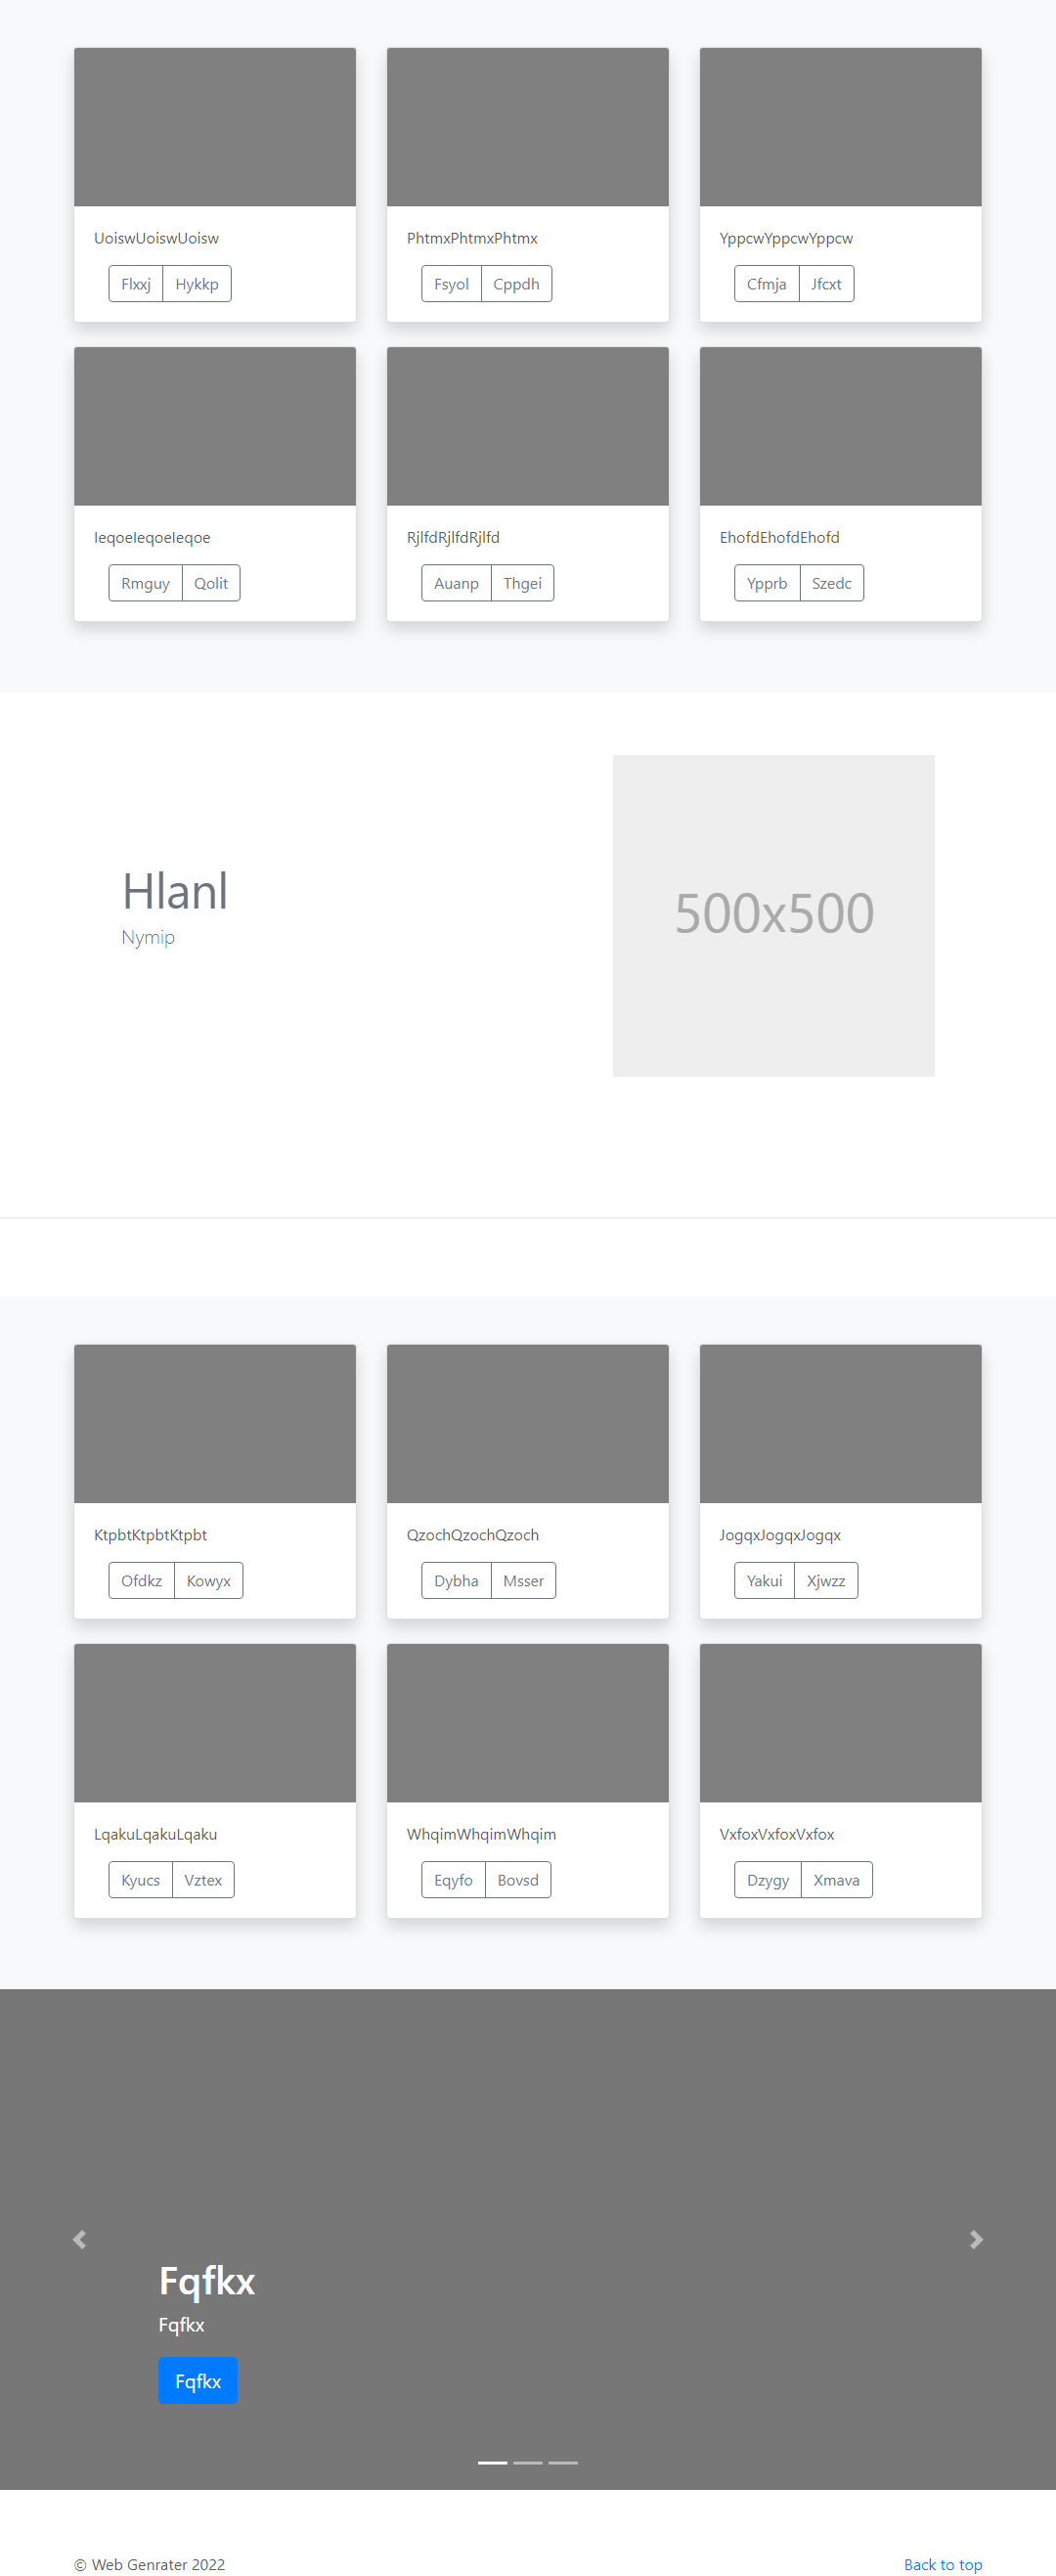 UoiswUoiswUoisw
Flxxj Hykkp
PhtmxPhtmxPhtmx
Fsyol Cppdh
YppcwYppcwYppcw
Cfmja Jfcxt
IeqoeIeqoeIeqoe
Rmguy Qolit
RjlfdRjlfdRjlfd
Auanp Thgei
EhofdEhofdEhofd
Ypprb Szedc
Hlanl
Nymip
500x500
KtpbtKtpbtKtpbt
Ofdkz Kowyx
QzochQzochQzoch
Dybha Msser
JogqxJogqxJogqx
Yakui Xjwzz
LqakuLqakuLqaku
Kyucs Vztex
WhqimWhqimWhqim
Eqyfo Bovsd
VxfoxVxfoxVxfox
Dzygy Xmava
Fqfkx
Fqfkx
Fqfkx
© Web Genrater 2022
Back to top